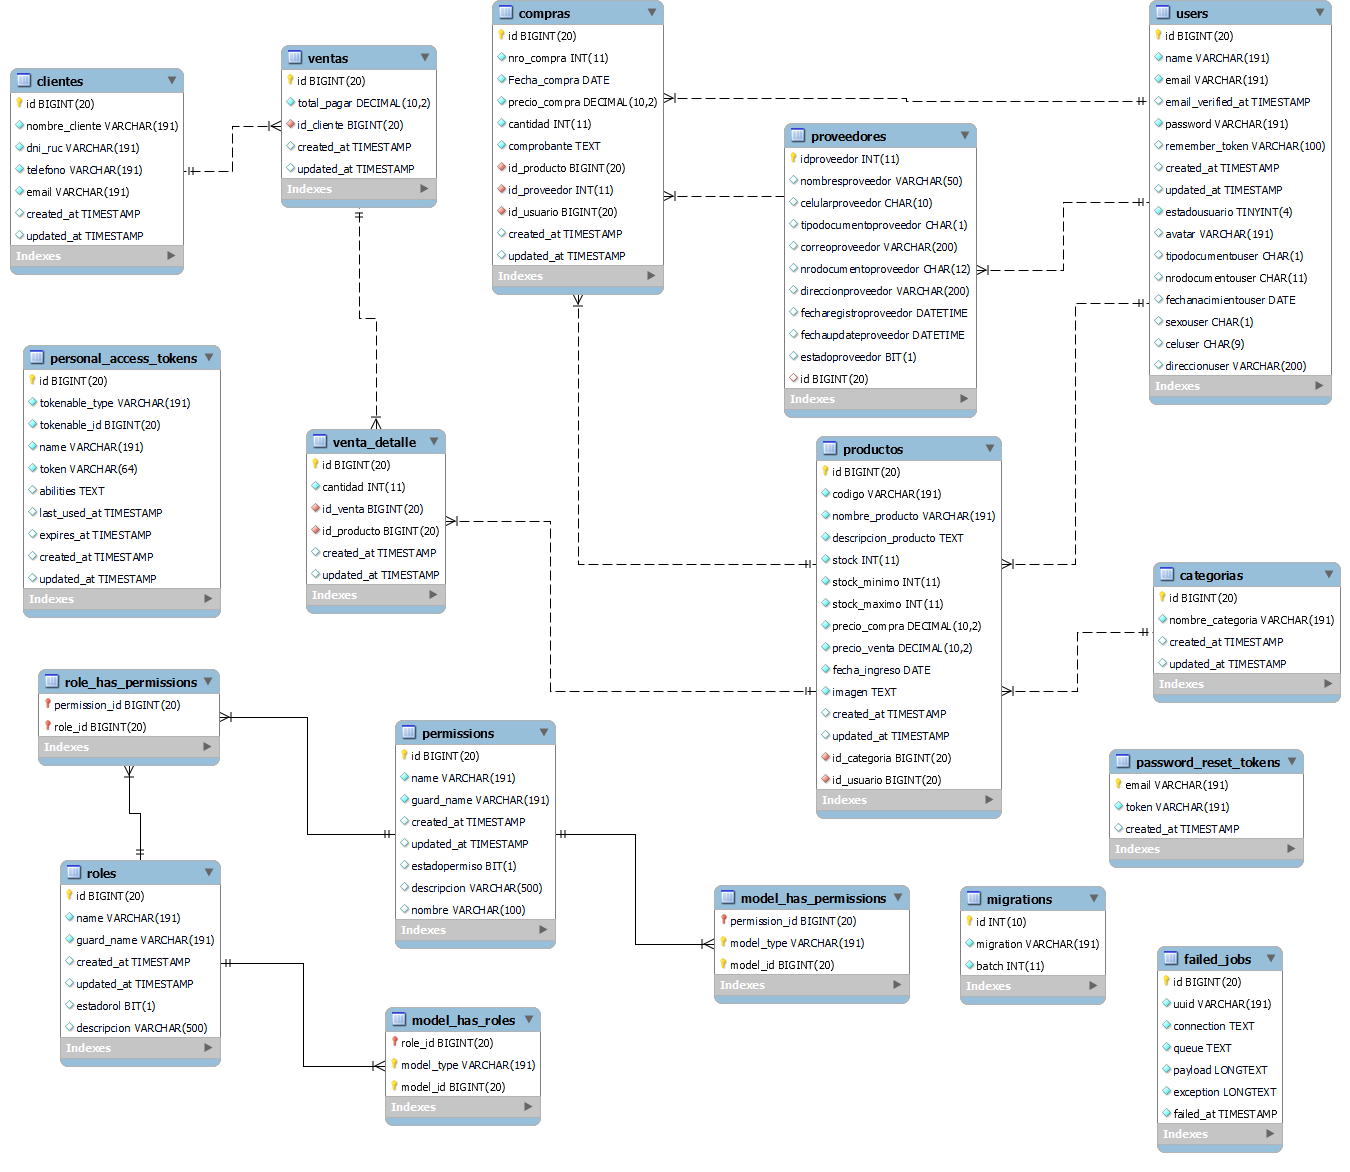 clientes
id BIGINT(20)
nombre_cliente VARCHAR(191)
dni_ruc VARCHAR(191)
telefono VARCHAR(191)
email VARCHAR(191)
created_at TIMESTAMP
updated_at TIMESTAMP
Indexes
ventas
id BIGINT(20)
total_pagar DECIMAL(10,2)
id_cliente BIGINT(20)
created_at TIMESTAMP
updated_at TIMESTAMP
Indexes
compras
id BIGINT(20)
nro_compra INT(11)
Fecha_compra DATE
precio_compra DECIMAL(10,2)
cantidad INT(11)
comprobante TEXT
id_producto BIGINT(20)
id_proveedor INT(11)
id_usuario BIGINT(20)
created_at TIMESTAMP
updated_at TIMESTAMP
Indexes
proveedores
idproveedor INT(11)
nombresproveedor VARCHAR(50)
celularproveedor CHAR(10)
tipodocumentoproveedor CHAR(1)
correoproveedor VARCHAR(200)
nrodocumentoproveedor CHAR(12)
direccionproveedor VARCHAR(200)
fecharegistroproveedor DATETIME
fechaupdateproveedor DATETIME
estadoproveedor BIT(1)
id BIGINT(20)
Indexes
users
id BIGINT(20)
name VARCHAR(191)
email VARCHAR(191)
email_verified_at TIMESTAMP
password VARCHAR(191)
remember_token VARCHAR(100)
created_at TIMESTAMP
updated_at TIMESTAMP
estadousuario TINYINT(4)
avatar VARCHAR(191)
tipodocumentouser CHAR(1)
nrodocumentouser CHAR(11)
fechanacimientouser DATE
sexouser CHAR(1)
celuser CHAR(9)
direccionuser VARCHAR(200)
Indexes
personal_access_tokens
id BIGINT(20)
tokenable_type VARCHAR(191)
tokenable_id BIGINT(20)
name VARCHAR(191)
token VARCHAR(64)
abilities TEXT
last_used_at TIMESTAMP
expires_at TIMESTAMP
created_at TIMESTAMP
updated_at TIMESTAMP
Indexes
venta_detalle
id BIGINT(20)
cantidad INT(11)
id_venta BIGINT(20)
id_producto BIGINT(20)
created_at TIMESTAMP
updated_at TIMESTAMP
Indexes
productos
id BIGINT(20)
codigo VARCHAR(191)
nombre_producto VARCHAR(191)
descripcion_producto TEXT
stock INT(11)
stock_minimo INT(11)
stock_maximo INT(11)
precio_compra DECIMAL(10,2)
precio_venta DECIMAL(10,2)
fecha_ingreso DATE
imagen TEXT
created_at TIMESTAMP
updated_at TIMESTAMP
id_categoria BIGINT(20)
id_usuario BIGINT(20)
Indexes
categorias
id BIGINT(20)
nombre_categoria VARCHAR(191)
created_at TIMESTAMP
updated_at TIMESTAMP
Indexes
role_has_permissions
permission_id BIGINT(20)
role_id BIGINT(20)
Indexes
permissions
id BIGINT(20)
name VARCHAR(191)
guard_name VARCHAR(191)
created_at TIMESTAMP
updated_at TIMESTAMP
estadopermiso BIT(1)
descripcion VARCHAR(500)
nombre VARCHAR(100)
Indexes
password_reset_tokens
email VARCHAR(191)
token VARCHAR(191)
created_at TIMESTAMP
Indexes
roles
id BIGINT(20)
name VARCHAR(191)
guard_name VARCHAR(191)
created_at TIMESTAMP
updated_at TIMESTAMP
estadorol BIT(1)
descripcion VARCHAR(500)
Indexes
model_has_permissions
permission_id BIGINT(20)
model_type VARCHAR(191)
model_id BIGINT(20)
Indexes
migrations
id INT(10)
migration VARCHAR(191)
batch INT(11)
Indexes
failed_jobs
id BIGINT(20)
uuid VARCHAR(191)
connection TEXT
queue TEXT
payload LONGTEXT
exception LONGTEXT
failed_at TIMESTAMP
Indexes
model_has_roles
role_id BIGINT(20)
model_type VARCHAR(191)
model_id BIGINT(20)
Indexes